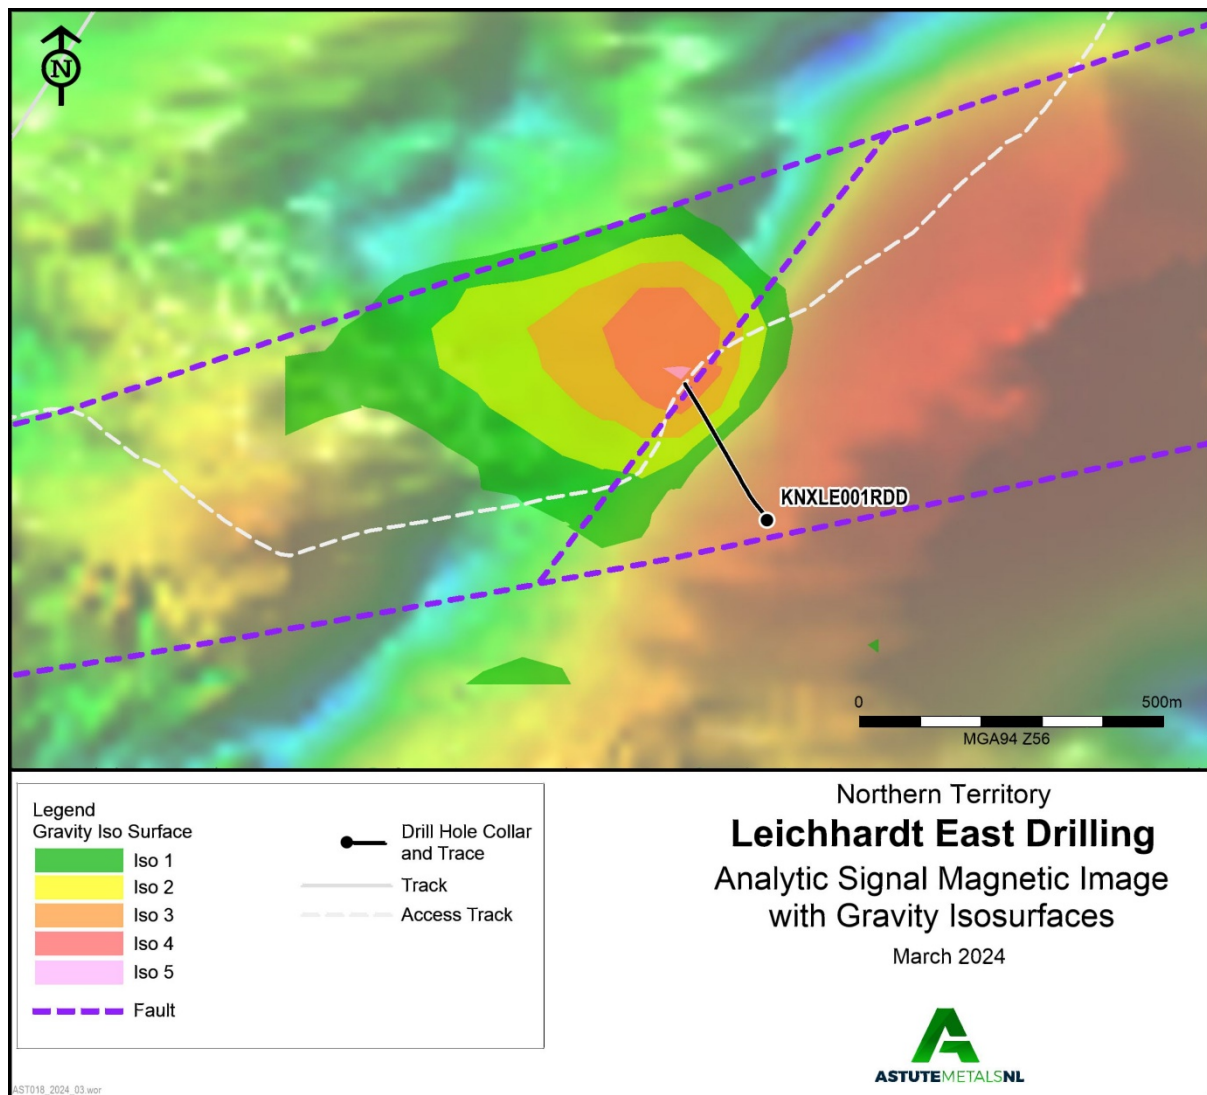 N
KNXLE001RDD
0 500m
MGA94 Z56
Legend
Gravity Iso Surface
Iso 1
Iso 2
Iso 3
Iso 4
Iso 5
Fault
Drill Hole Collar
and Trace
Track
Access Track
Northern Territory
Leichhardt East Drilling
Analytic Signal Magnetic Image
with Gravity Isosurfaces
March 2024
ASTUTEMETALSNL
AST018_2024_03.wor